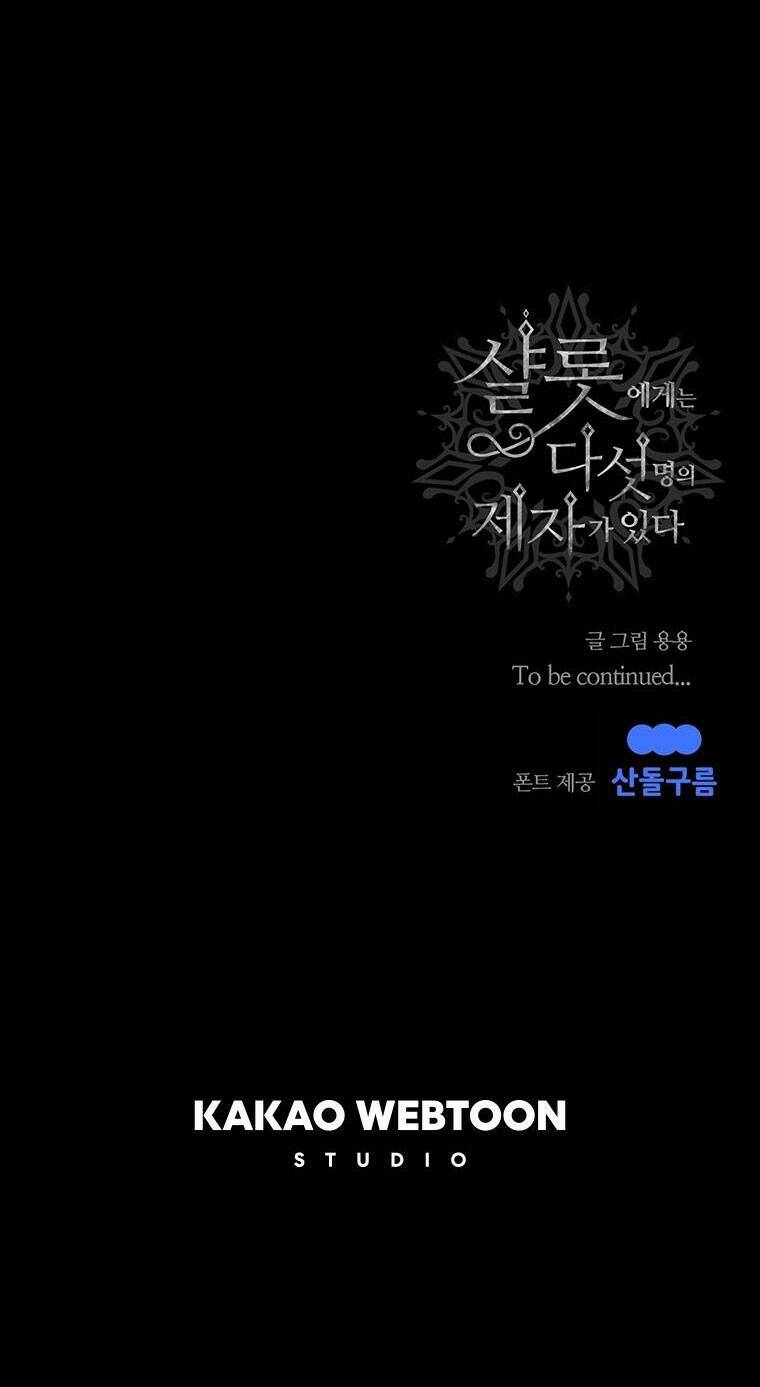 샬롯에게는
다섯명의
제자가 있다
글 그림 용용
To be continued...
폰트 제공 산돌구름
KAKAO WEBTOON
STUDIO